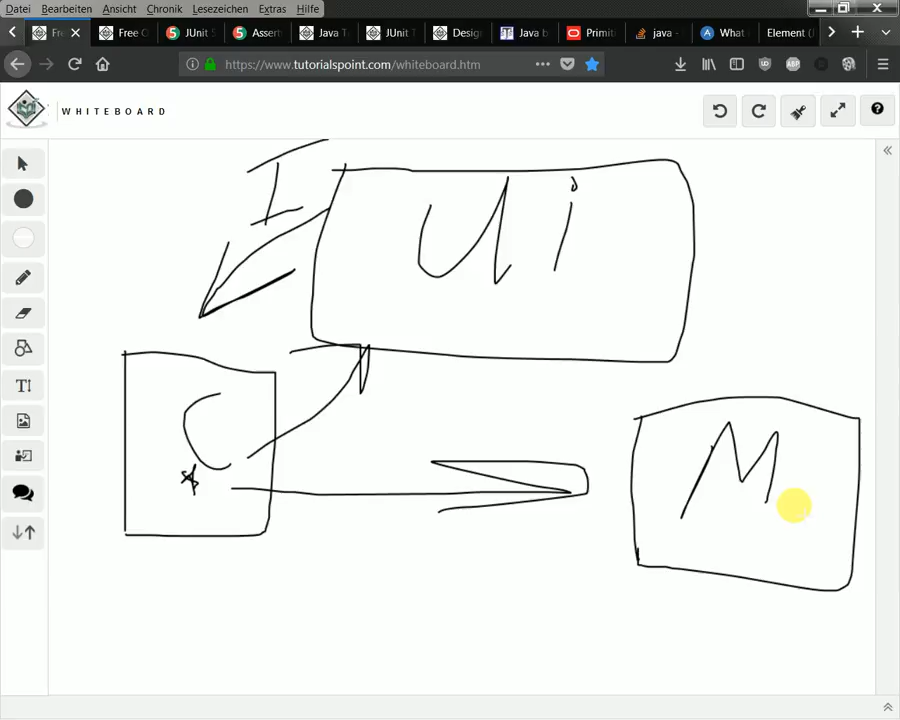 Datei Bearbeiten Ansicht Chronik Lesezeichen Extras Hilfe
Fre Free C JUnit 5 Assert Java T JUnit T Design Java b Primit java - What Element (J
https://www.tutorialspoint.com/whiteboard.htm
WHITEBOARD
I
Ui
C
M
T!